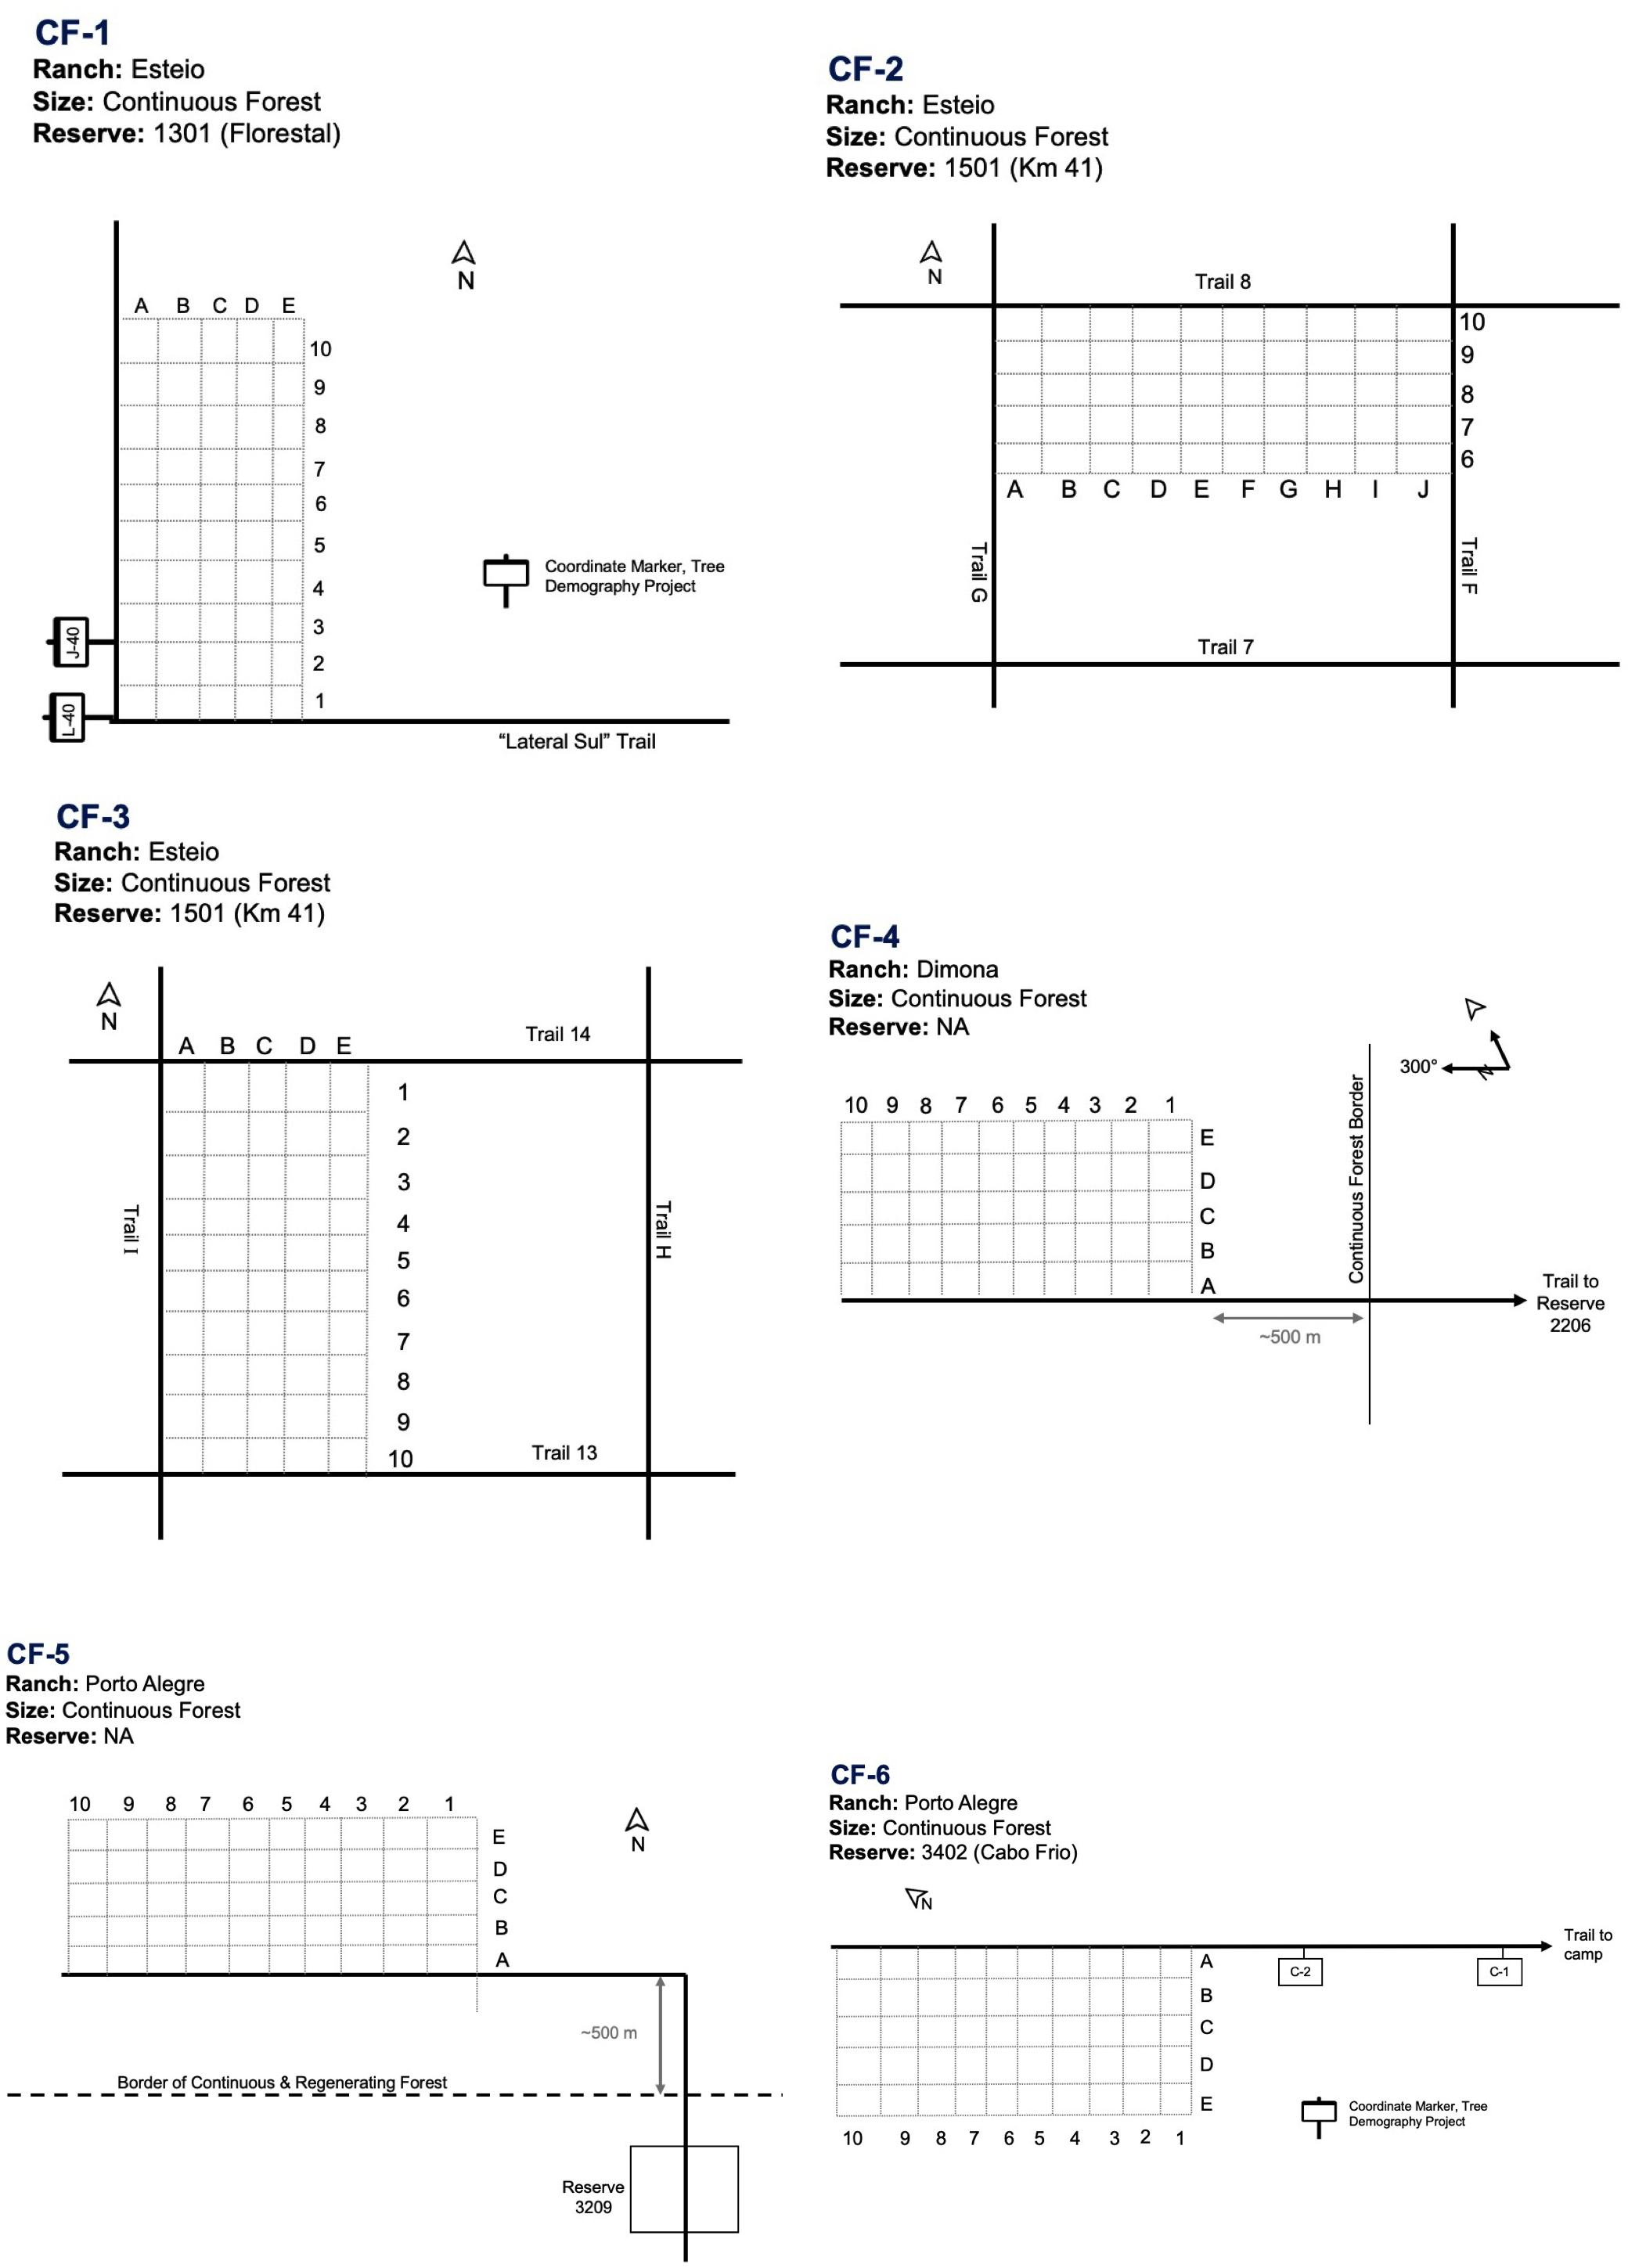 CF-1
Ranch: Esteio
Size: Continuous Forest
Reserve: 1301 (Florestal)
N
A B C D E
10
9
8
7
6
5
4
3
2
1
J-40
L-40
Coordinate Marker, Tree
Demography Project
“Lateral Sul” Trail
CF-2
Ranch: Esteio
Size: Continuous Forest
Reserve: 1501 (Km 41)
N
Trail 8
10
9
8
7
6
A B C D E F G H I J
Trail G
Trail F
Trail 7
CF-3
Ranch: Esteio
Size: Continuous Forest
Reserve: 1501 (Km 41)
N
A B C D E
Trail 14
1
2
3
4
5
6
7
8
9
10
Trail I
Trail H
Trail 13
CF-4
Ranch: Dimona
Size: Continuous Forest
Reserve: NA
300°
N
10 9 8 7 6 5 4 3 2 1
E
D
C
B
A
Continuous Forest Border
~500 m
Trail to
Reserve
2206
CF-5
Ranch: Porto Alegre
Size: Continuous Forest
Reserve: NA
10 9 8 7 6 5 4 3 2 1
E
D
C
B
A
N
~500 m
Border of Continuous & Regenerating Forest
Reserve
3209
CF-6
Ranch: Porto Alegre
Size: Continuous Forest
Reserve: 3402 (Cabo Frio)
N
Trail to
camp
C-2
C-1
A
B
C
D
E
10 9 8 7 6 5 4 3 2 1
Coordinate Marker, Tree
Demography Project